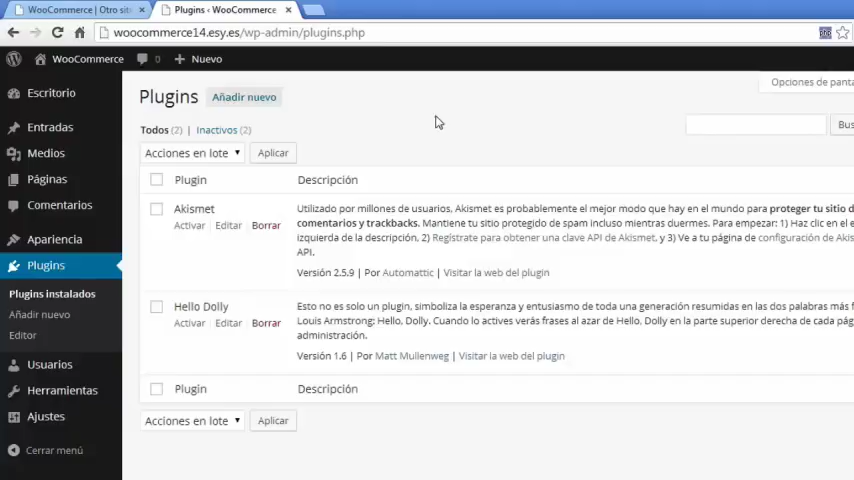 WooCommerce | Otro siti
Plugins ‹ WooCommerce
woocommerce14.esy.es/wp-admin/plugins.php
WooCommerce 0 + Nuevo
Escritorio
Entradas
Medios
Páginas
Comentarios
Apariencia
Plugins
Plugins instalados
Añadir nuevo
Editor
Usuarios
Herramientas
Ajustes
Cerrar menú
Opciones de panta
Plugins Añadir nuevo
Todos (2) | Inactivos (2)
Bus
Acciones en lote Aplicar
Plugin Descripción
Akismet
Activar | Editar | Borrar
Utilizado por millones de usuarios, Akismet es probablemente el mejor modo que hay en el mundo para proteger tu sitio d
comentarios y trackbacks. Mantiene tu sitio protegido de spam incluso mientras duermes. Para empezar: 1) Haz clic en el e
izquierda de la descripción, 2) Regístrate para obtener una clave API de Akismet, y 3) Ve a tu página de configuración de Akis
API.
Versión 2.5.9 | Por Automattic | Visitar la web del plugin
Hello Dolly
Activar | Editar | Borrar
Esto no es solo un plugin, simboliza la esperanza y entusiasmo de toda una generación resumidas en las dos palabras más f
Louis Armstrong: Hello, Dolly. Cuando lo actives verás frases al azar de Hello, Dolly en la parte superior derecha de cada pág
administración.
Versión 1.6 | Por Matt Mullenweg | Visitar la web del plugin
Plugin Descripción
Acciones en lote Aplicar